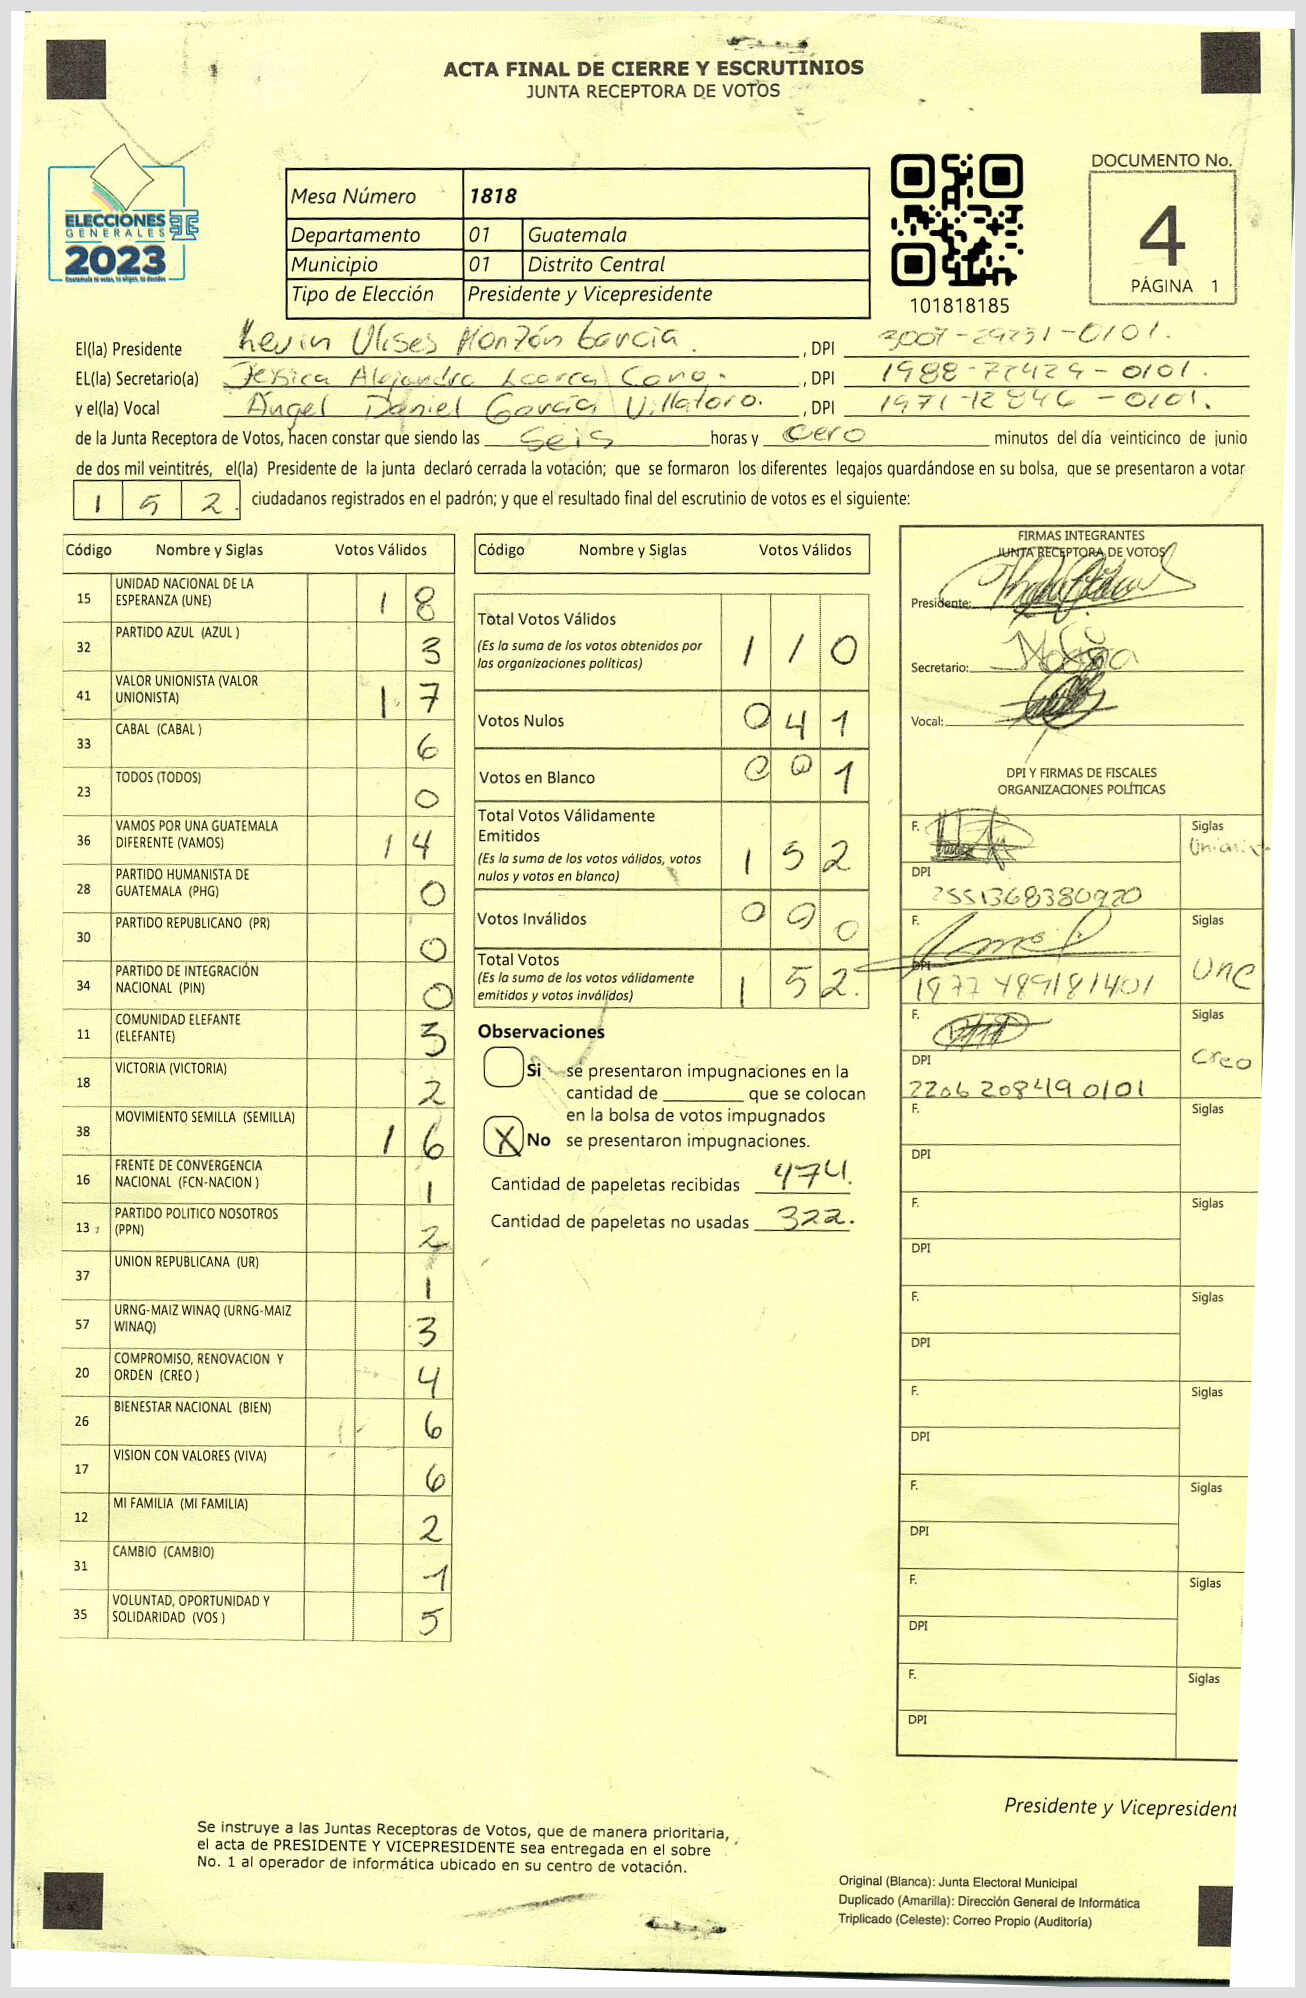 ACTA FINAL DE CIERRE Y ESCRUTINIOS
JUNTA RECEPTORA DE VOTOS
ELECCIONES
GENERALES
2023
Guatemala tú votas, tú eliges, tú decides
Mesa Número 1818
Departamento 01 Guatemala
Municipio 01 Distrito Central
Tipo de Elección Presidente y Vicepresidente
101818185
DOCUMENTO No.
4
PÁGINA 1
El(la) Presidente Kevin Ulises Monzón García. , DPI 3007-29231-0101.
EL(la) Secretario(a) Jessica Alejandra Cano. , DPI 1988-72429-0101.
y el(la) Vocal Ángel Daniel García Villatoro. , DPI 1971-12846-0101.
de la Junta Receptora de Votos, hacen constar que siendo las seis horas y cero minutos del día veinticinco de junio
de dos mil veintitrés, el(la) Presidente de la junta declaró cerrada la votación; que se formaron los diferentes legajos guardándose en su bolsa, que se presentaron a votar
1 5 2. ciudadanos registrados en el padrón; y que el resultado final del escrutinio de votos es el siguiente:
Código Nombre y Siglas Votos Válidos
15 UNIDAD NACIONAL DE LA ESPERANZA (UNE) 1 8
32 PARTIDO AZUL (AZUL ) 3
41 VALOR UNIONISTA (VALOR UNIONISTA) 1 7
33 CABAL (CABAL ) 6
23 TODOS (TODOS) 0
36 VAMOS POR UNA GUATEMALA DIFERENTE (VAMOS) 1 4
28 PARTIDO HUMANISTA DE GUATEMALA (PHG) 0
30 PARTIDO REPUBLICANO (PR) 0
34 PARTIDO DE INTEGRACIÓN NACIONAL (PIN) 0
11 COMUNIDAD ELEFANTE (ELEFANTE) 3
18 VICTORIA (VICTORIA) 2
38 MOVIMIENTO SEMILLA (SEMILLA) 1 6
16 FRENTE DE CONVERGENCIA NACIONAL (FCN-NACION ) 1
13 PARTIDO POLITICO NOSOTROS (PPN) 2
37 UNION REPUBLICANA (UR) 1
57 URNG-MAIZ WINAQ (URNG-MAIZ WINAQ) 3
20 COMPROMISO, RENOVACION Y ORDEN (CREO ) 4
26 BIENESTAR NACIONAL (BIEN) 6
17 VISION CON VALORES (VIVA) 6
12 MI FAMILIA (MI FAMILIA) 2
31 CAMBIO (CAMBIO) 1
35 VOLUNTAD, OPORTUNIDAD Y SOLIDARIDAD (VOS ) 5
Código Nombre y Siglas Votos Válidos
Total Votos Válidos 1 1 0
(Es la suma de los votos obtenidos por
las organizaciones políticas)
Votos Nulos 0 4 1
Votos en Blanco 0 0 1
Total Votos Válidamente
Emitidos 1 5 2
(Es la suma de los votos válidos, votos
nulos y votos en blanco)
Votos Inválidos 0 0 0
Total Votos 1 5 2.
(Es la suma de los votos válidamente
emitidos y votos inválidos)
Observaciones
Si se presentaron impugnaciones en la
cantidad de ________ que se colocan
en la bolsa de votos impugnados
X No se presentaron impugnaciones.
Cantidad de papeletas recibidas 474.
Cantidad de papeletas no usadas 322.
FIRMAS INTEGRANTES
JUNTA RECEPTORA DE VOTOS
Presidente:
Secretario:
Vocal:
DPI Y FIRMAS DE FISCALES
ORGANIZACIONES POLÍTICAS
F. Siglas
DPI
2551368380920
F. Siglas
UNE
DPI
1977489181401
F. Siglas
Creo
DPI
2206208490101
F. Siglas
DPI
F. Siglas
DPI
F. Siglas
DPI
F. Siglas
DPI
F. Siglas
DPI
F. Siglas
DPI
F. Siglas
DPI
Presidente y Vicepresident
Se instruye a las Juntas Receptoras de Votos, que de manera prioritaria,
el acta de PRESIDENTE Y VICEPRESIDENTE sea entregada en el sobre
No. 1 al operador de informática ubicado en su centro de votación.
Original (Blanca): Junta Electoral Municipal
Duplicado (Amarilla): Dirección General de Informática
Triplicado (Celeste): Correo Propio (Auditoría)